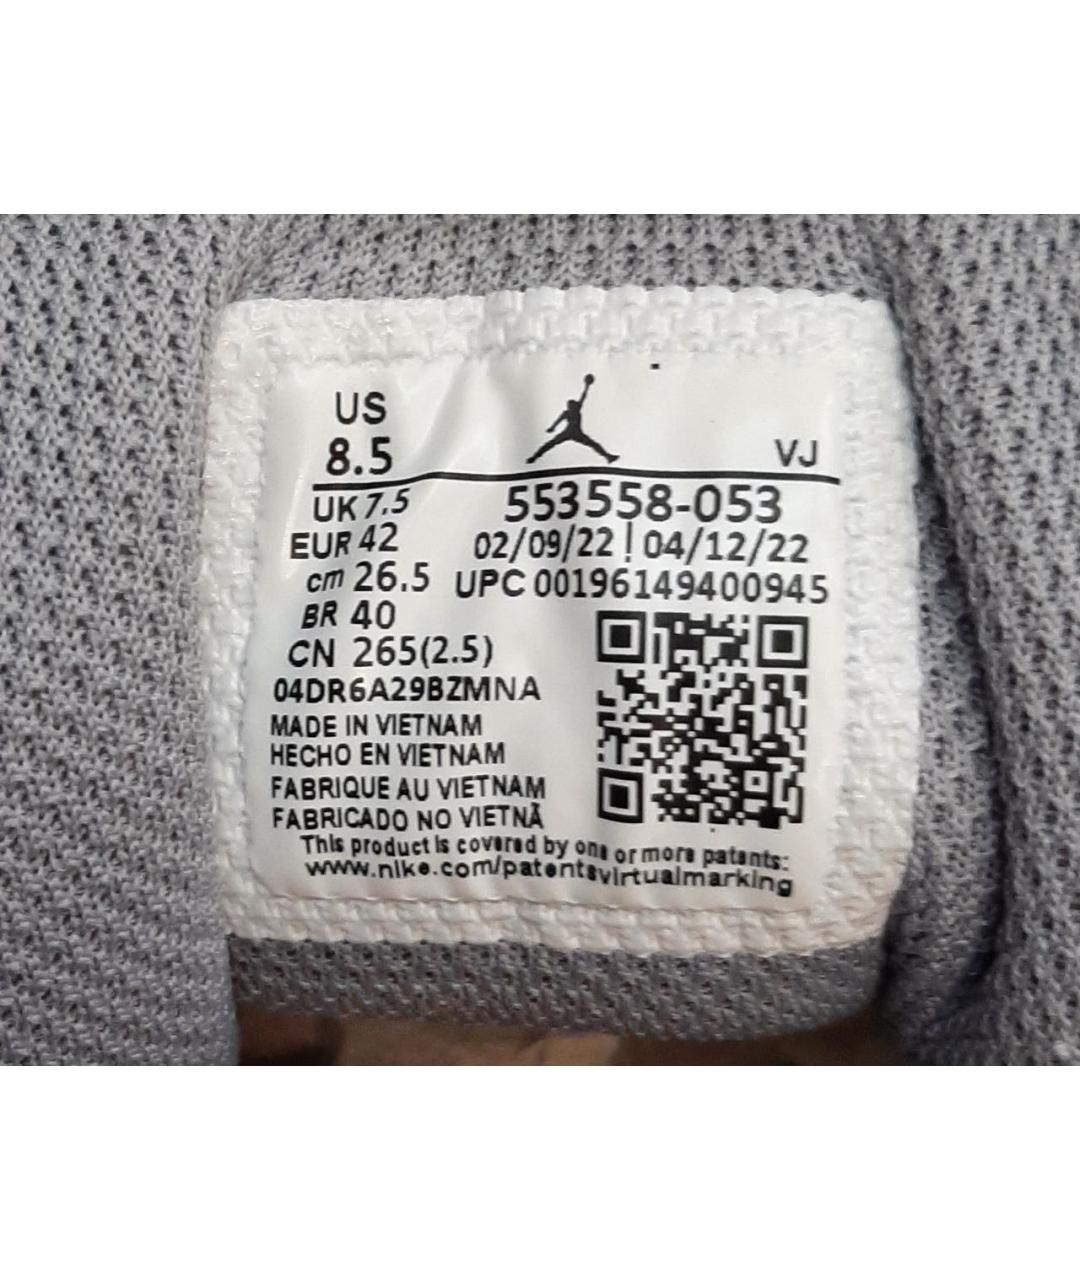 US
8.5
VJ
UK 7.5
553558-053
EUR 42
02/09/22 | 04/12/22
cm 26.5
UPC 00196149400945
BR 40
CN 265(2.5)
04DR6A29BZMNA
MADE IN VIETNAM
HECHO EN VIETNAM
FABRIQUE AU VIETNAM
FABRICADO NO VIETNÃ
This product is covered by one or more patents:
www.nike.com/patentsvirtualmarking